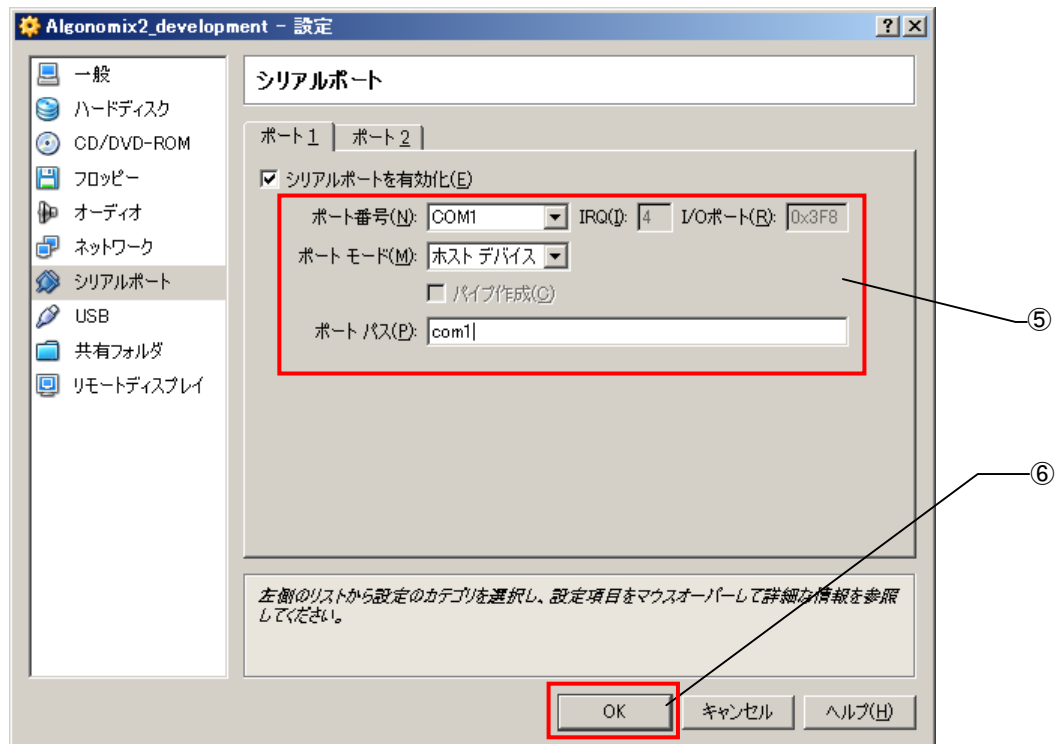 Algonomix2_development - 設定
一般
ハードディスク
CD/DVD-ROM
フロッピー
オーディオ
ネットワーク
シリアルポート
USB
共有フォルダ
リモートディスプレイ
シリアルポート
ポート1 ポート2
シリアルポートを有効化(E)
ポート番号(N): COM1 IRQ(I): 4 I/Oポート(R): 0x3F8
ポート モード(M): ホスト デバイス
パイプ作成(C)
ポート パス(P): com1
⑤
⑥
左側のリストから設定のカテゴリを選択し、設定項目をマウスオーバーして詳細な情報を参照
してください。
OK キャンセル ヘルプ(H)